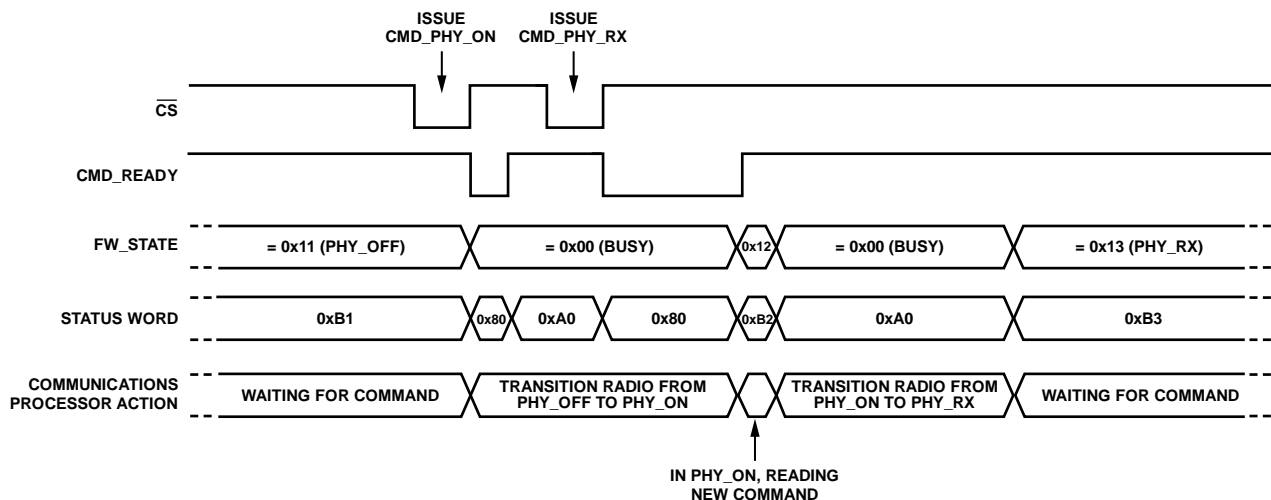 ISSUE
CMD_PHY_ON
ISSUE
CMD_PHY_RX
CS
CMD_READY
FW_STATE
= 0x11 (PHY_OFF)
= 0x00 (BUSY)
0x12
= 0x00 (BUSY)
= 0x13 (PHY_RX)
STATUS WORD
0xB1
0x80
0xA0
0x80
0xB2
0xA0
0xB3
COMMUNICATIONS
PROCESSOR ACTION
WAITING FOR COMMAND
TRANSITION RADIO FROM
PHY_OFF TO PHY_ON
TRANSITION RADIO FROM
PHY_ON TO PHY_RX
WAITING FOR COMMAND
IN PHY_ON, READING
NEW COMMAND